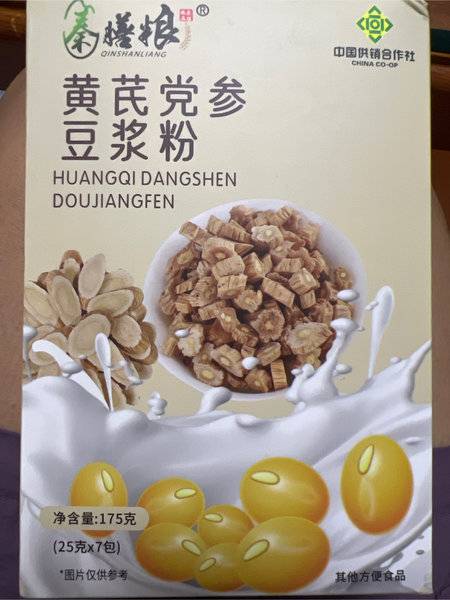 秦膳粮®
QINSHANLIANG
中国供销合作社
CHINA CO-OP
黄芪党参
豆浆粉
HUANGQI DANGSHEN
DOUJIANGFEN
净含量:175克
(25克x7包)
*图片仅供参考
其他方便食品